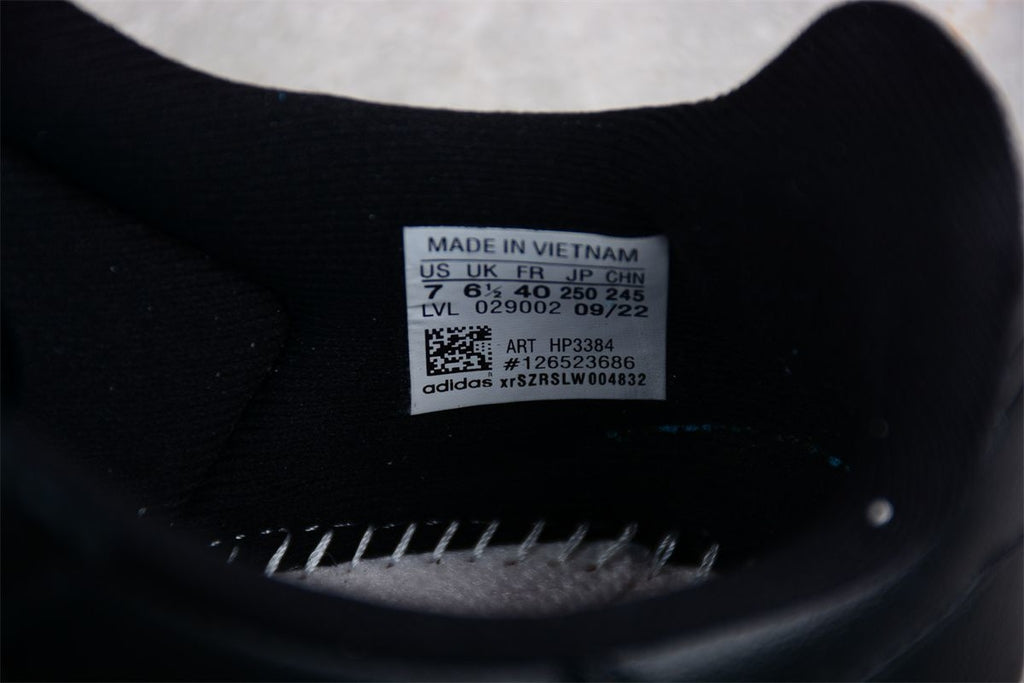 MADE IN VIETNAM
US UK FR JP CHN
7 6½ 40 250 245
LVL 029002 09/22
ART HP3384
#126523686
adidas xrSZRSLW004832